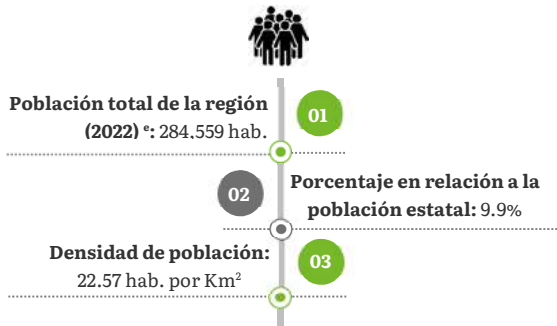 Población total de la región
(2022) ᵉ: 284,559 hab.
01
02
Porcentaje en relación a la
población estatal: 9.9%
Densidad de población:
22.57 hab. por Km²
03